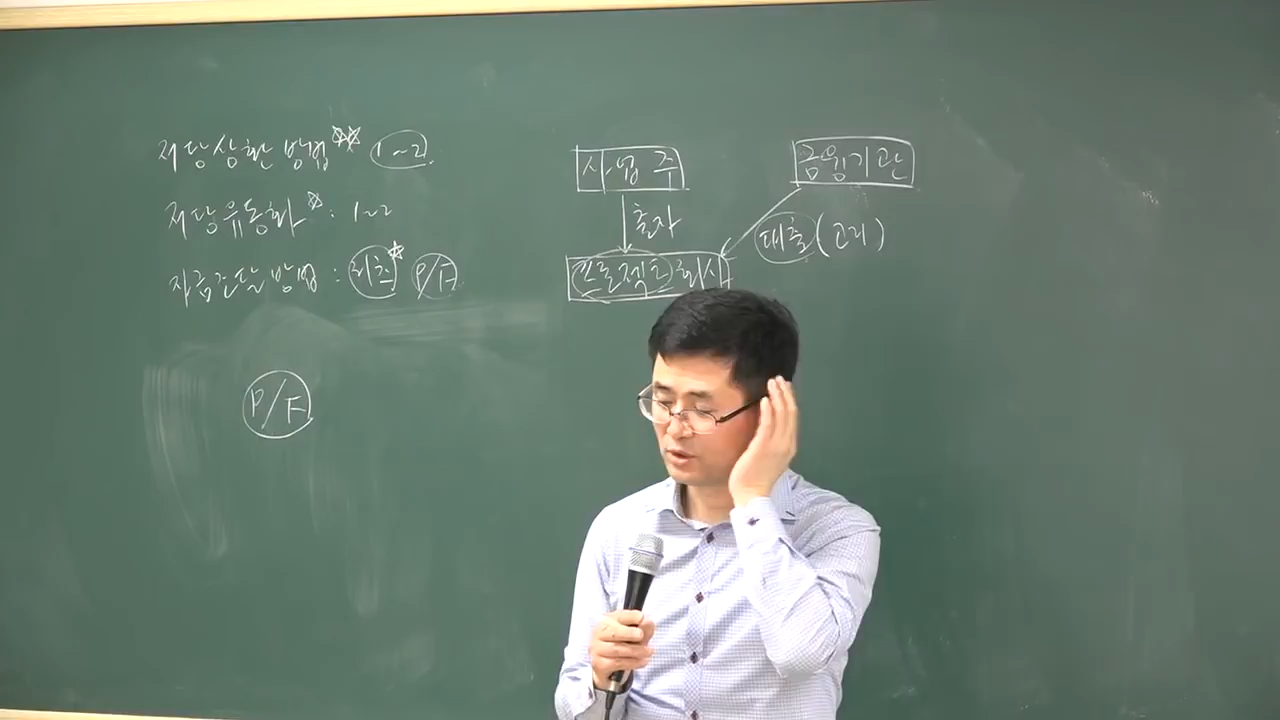 저당상환방법☆☆ 1~2
저당유동화☆ : 1~2
자금조달방법 : 기초☆ P/F
P/F
사업주
금융기관
출자
대출(고리)
프로젝트회사